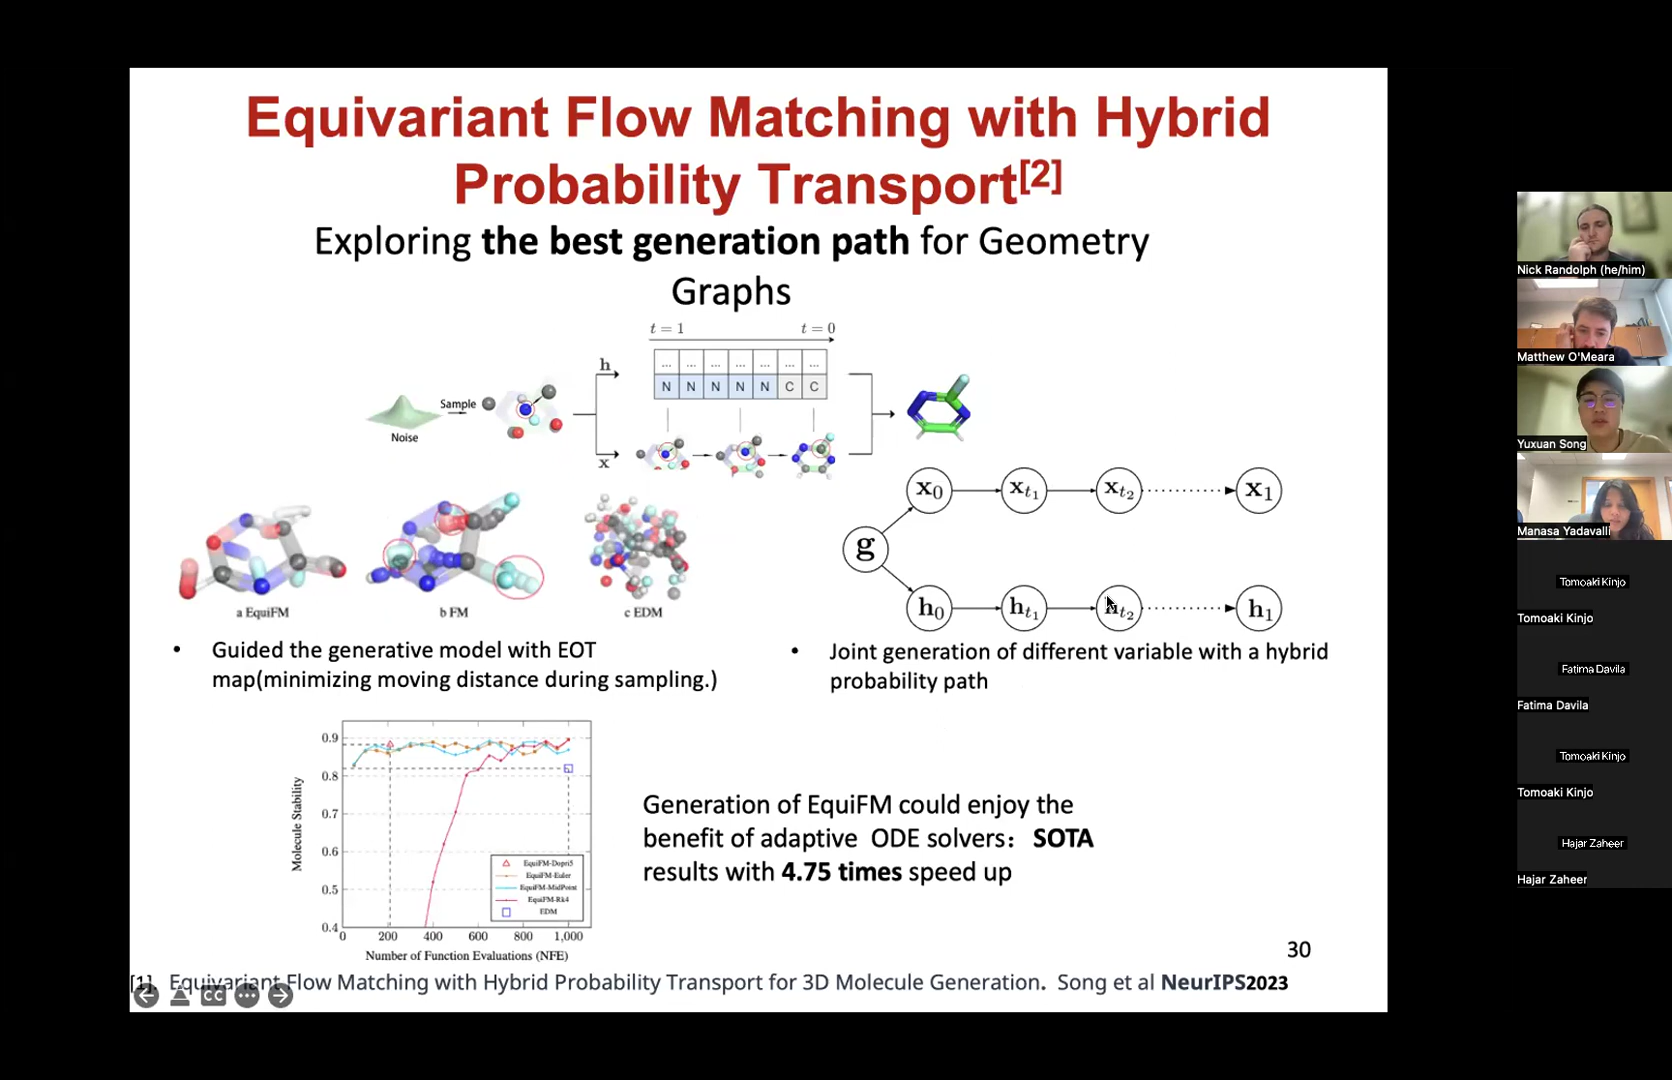 Equivariant Flow Matching with Hybrid
Probability Transport[2]
Exploring the best generation path for Geometry
Graphs
t = 1
t = 0
h
... ... ... ... ... ... ...
N N N N N C C
Sample
Noise
x
x0
xt1
xt2
x1
g
h0
ht1
ht2
h1
a EquiFM
b FM
c EDM
• Guided the generative model with EOT
map(minimizing moving distance during sampling.)
• Joint generation of different variable with a hybrid
probability path
Molecule Stability
0.9
0.8
0.7
0.6
0.5
0.4
EquiFM-Dopri5
EquiFM-Euler
EquiFM-MidPoint
EquiFM-Rk4
EDM
0 200 400 600 800 1,000
Number of Function Evaluations (NFE)
Generation of EquiFM could enjoy the
benefit of adaptive ODE solvers： SOTA
results with 4.75 times speed up
30
[1]. Equivariant Flow Matching with Hybrid Probability Transport for 3D Molecule Generation. Song et al NeurIPS2023
CC
Nick Randolph (he/him)
Matthew O'Meara
Yuxuan Song
Manasa Yadavalli
Tomoaki Kinjo
Tomoaki Kinjo
Fatima Davila
Fatima Davila
Tomoaki Kinjo
Tomoaki Kinjo
Hajar Zaheer
Hajar Zaheer